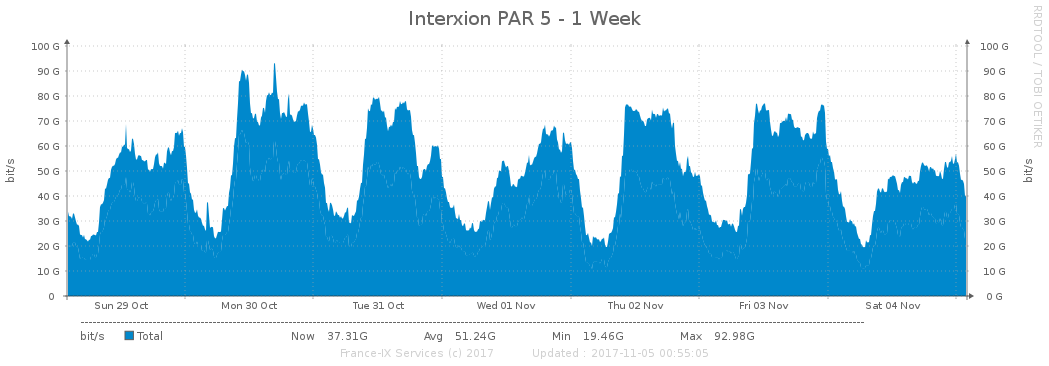 Interxion PAR 5 - 1 Week
RRDTOOL / TOBI OETIKER
bit/s
100 G 100 G
90 G 90 G
80 G 80 G
70 G 70 G
60 G 60 G
50 G 50 G
40 G 40 G
30 G 30 G
20 G 20 G
10 G 10 G
0 0 G
bit/s
Sun 29 Oct Mon 30 Oct Tue 31 Oct Wed 01 Nov Thu 02 Nov Fri 03 Nov Sat 04 Nov
bit/s Total Now 37.31G Avg 51.24G Min 19.46G Max 92.98G
France-IX Services (c) 2017 Updated : 2017-11-05 00:55:05